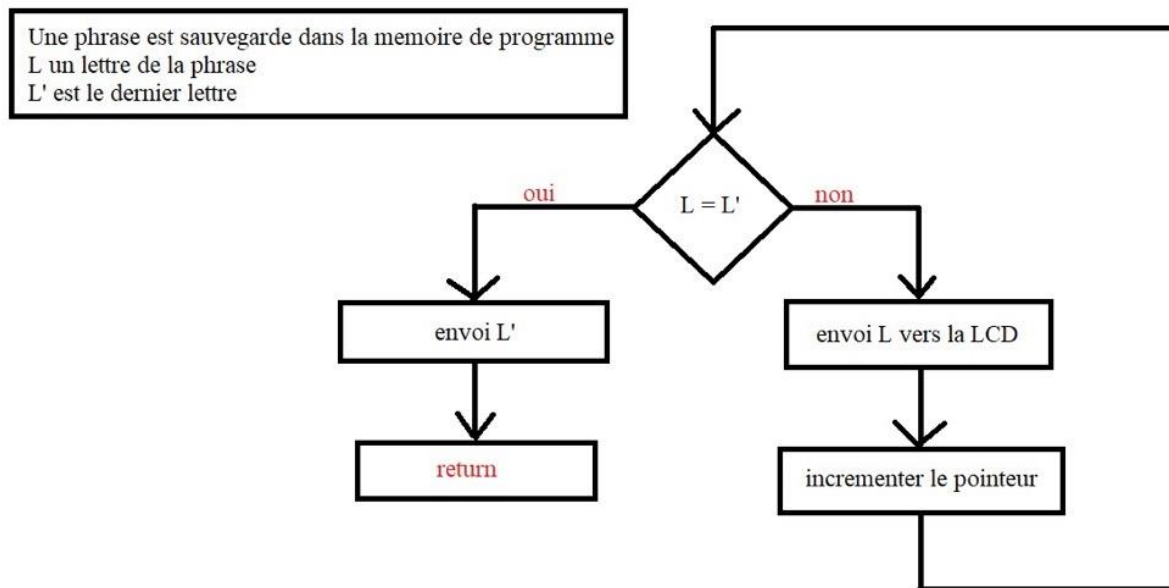 Une phrase est sauvegarde dans la memoire de programme
L un lettre de la phrase
L' est le dernier lettre
oui
L = L'
non
envoi L'
envoi L vers la LCD
return
incrementer le pointeur